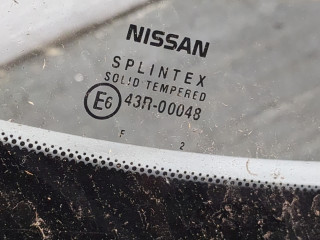 NISSAN
SPLINTEX
SOLID TEMPERED
E6 43R-00048
F 2